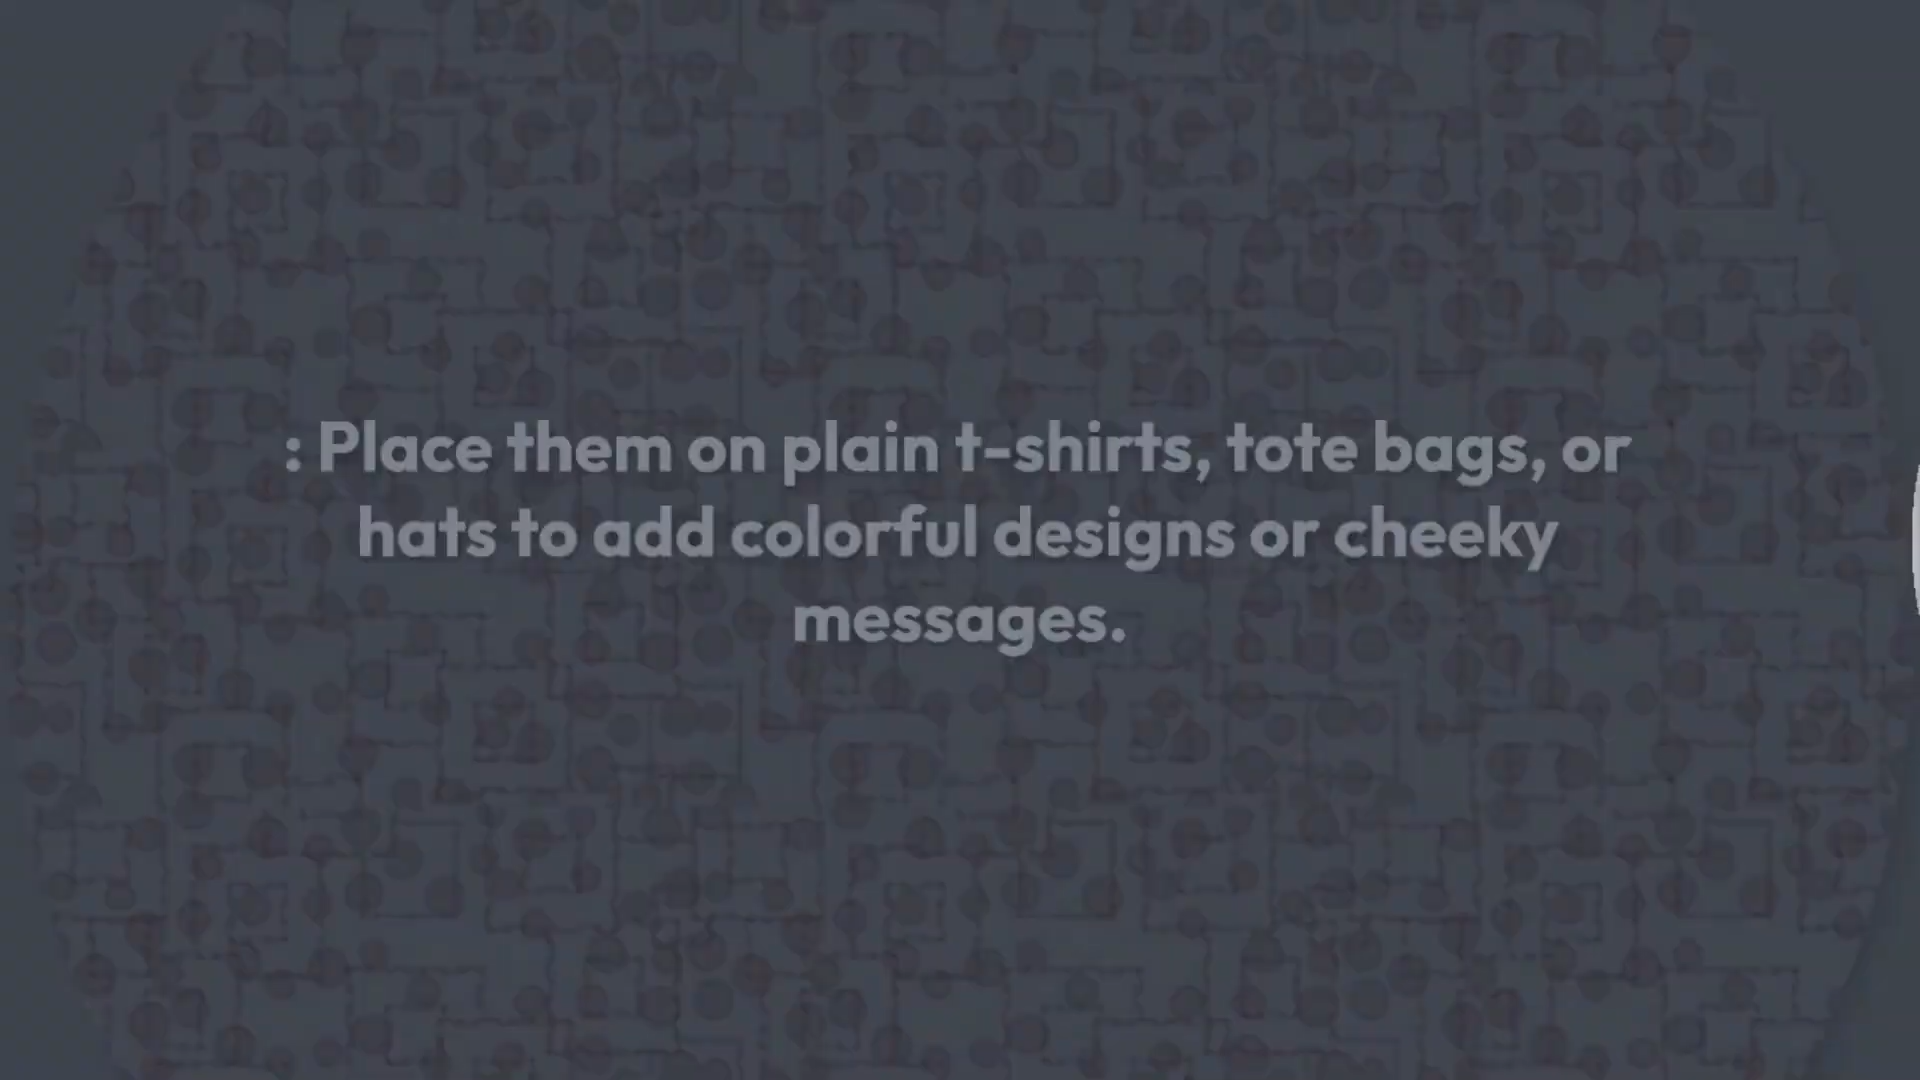 : Place them on plain t-shirts, tote bags, or
hats to add colorful designs or cheeky
messages.